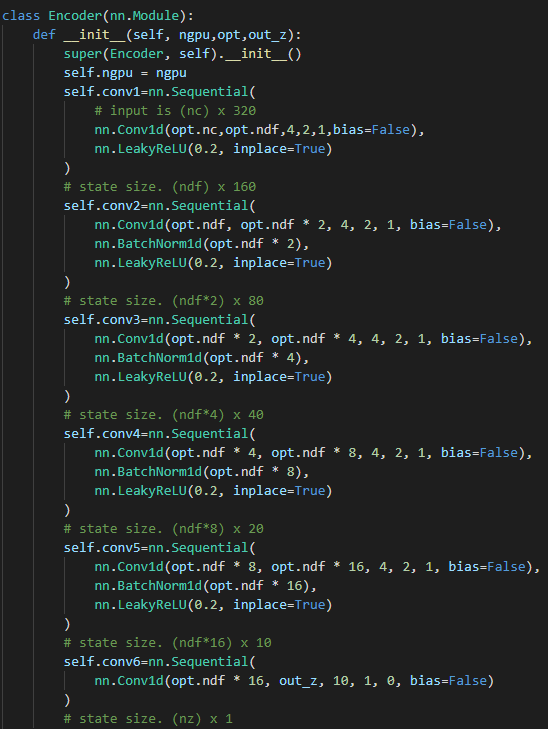 class Encoder(nn.Module):
    def __init__(self, ngpu,opt,out_z):
        super(Encoder, self).__init__()
        self.ngpu = ngpu
        self.conv1=nn.Sequential(
            # input is (nc) x 320
            nn.Conv1d(opt.nc,opt.ndf,4,2,1,bias=False),
            nn.LeakyReLU(0.2, inplace=True)
        )
        # state size. (ndf) x 160
        self.conv2=nn.Sequential(
            nn.Conv1d(opt.ndf, opt.ndf * 2, 4, 2, 1, bias=False),
            nn.BatchNorm1d(opt.ndf * 2),
            nn.LeakyReLU(0.2, inplace=True)
        )
        # state size. (ndf*2) x 80
        self.conv3=nn.Sequential(
            nn.Conv1d(opt.ndf * 2, opt.ndf * 4, 4, 2, 1, bias=False),
            nn.BatchNorm1d(opt.ndf * 4),
            nn.LeakyReLU(0.2, inplace=True)
        )
        # state size. (ndf*4) x 40
        self.conv4=nn.Sequential(
            nn.Conv1d(opt.ndf * 4, opt.ndf * 8, 4, 2, 1, bias=False),
            nn.BatchNorm1d(opt.ndf * 8),
            nn.LeakyReLU(0.2, inplace=True)
        )
        # state size. (ndf*8) x 20
        self.conv5=nn.Sequential(
            nn.Conv1d(opt.ndf * 8, opt.ndf * 16, 4, 2, 1, bias=False),
            nn.BatchNorm1d(opt.ndf * 16),
            nn.LeakyReLU(0.2, inplace=True)
        )
        # state size. (ndf*16) x 10
        self.conv6=nn.Sequential(
            nn.Conv1d(opt.ndf * 16, out_z, 10, 1, 0, bias=False)
        )
        # state size. (nz) x 1